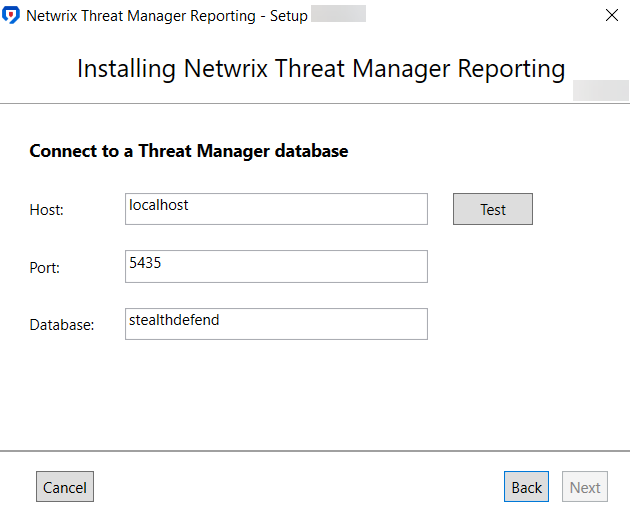 Netwrix Threat Manager Reporting - Setup
Installing Netwrix Threat Manager Reporting
Connect to a Threat Manager database
Host: localhost Test
Port: 5435
Database: stealthdefend
Cancel Back Next